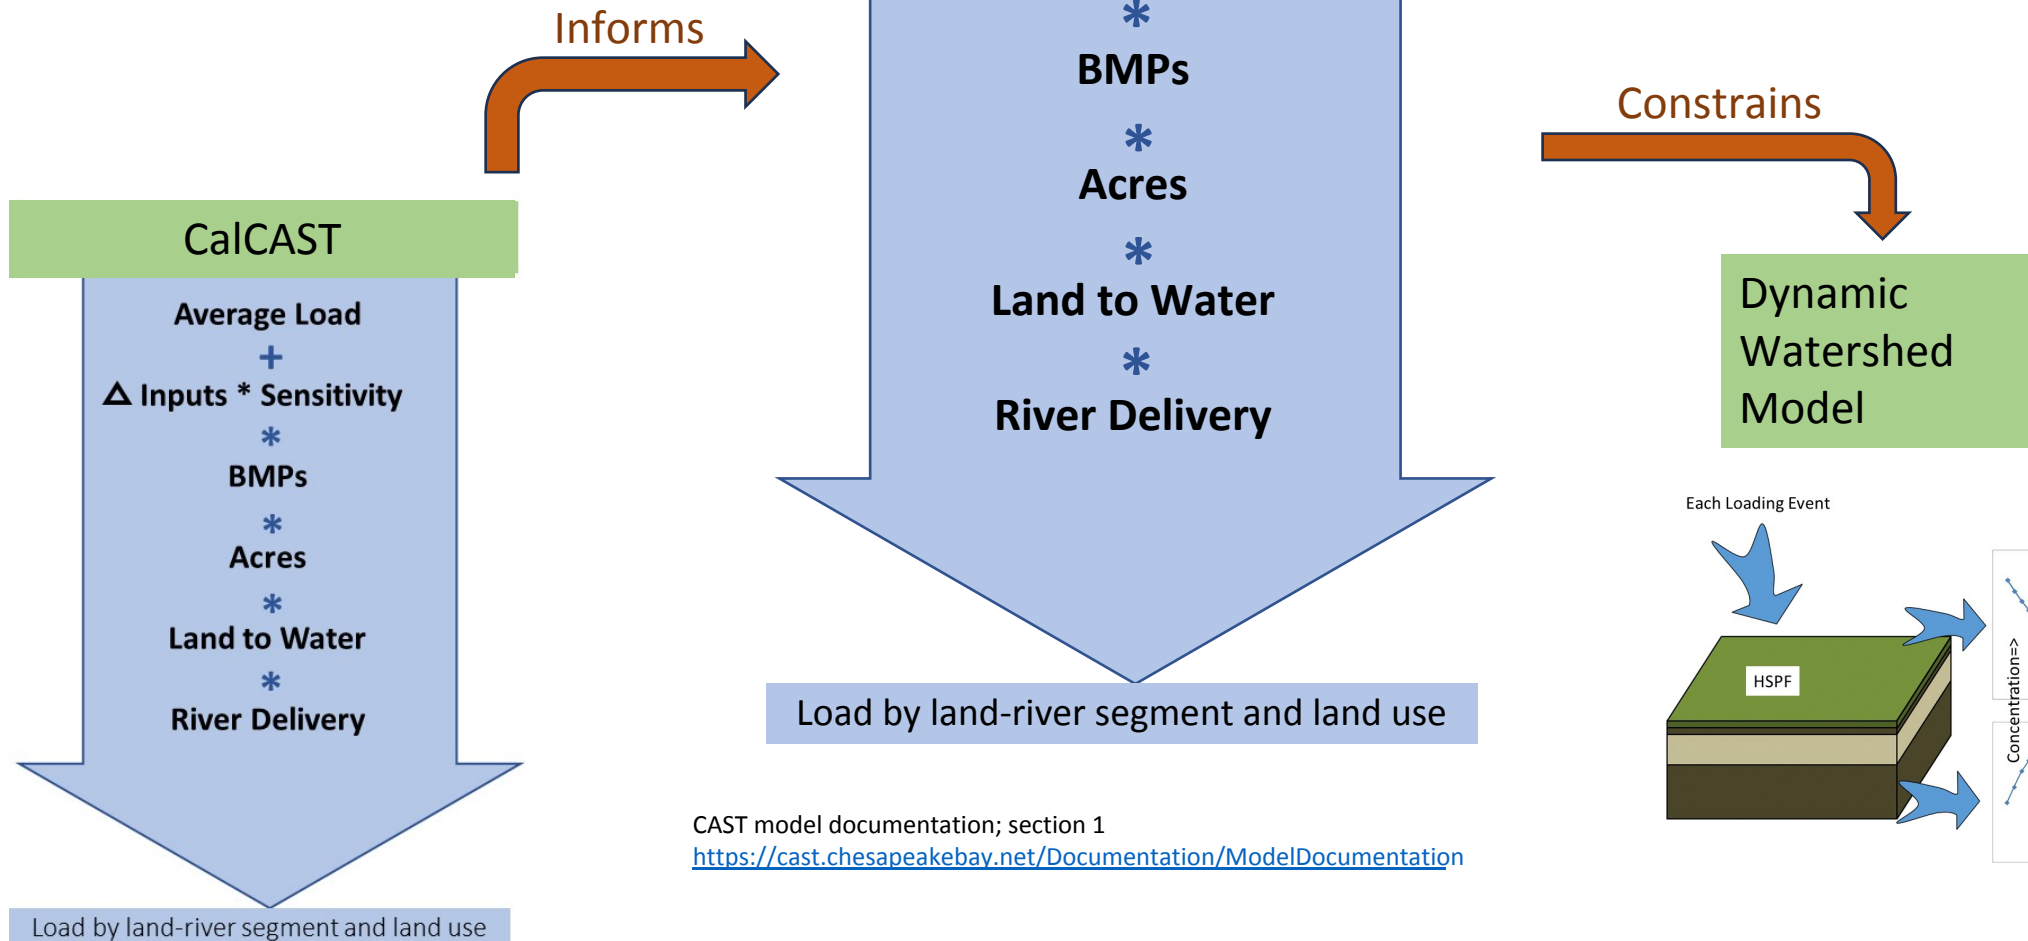 Informs
CalCAST
Average Load
+
Δ Inputs * Sensitivity
*
BMPs
*
Acres
*
Land to Water
*
River Delivery
Load by land-river segment and land use
*
BMPs
*
Acres
*
Land to Water
*
River Delivery
Load by land-river segment and land use
CAST model documentation; section 1
https://cast.chesapeakebay.net/Documentation/ModelDocumentation
Constrains
Dynamic
Watershed
Model
Each Loading Event
HSPF
Concentration=>